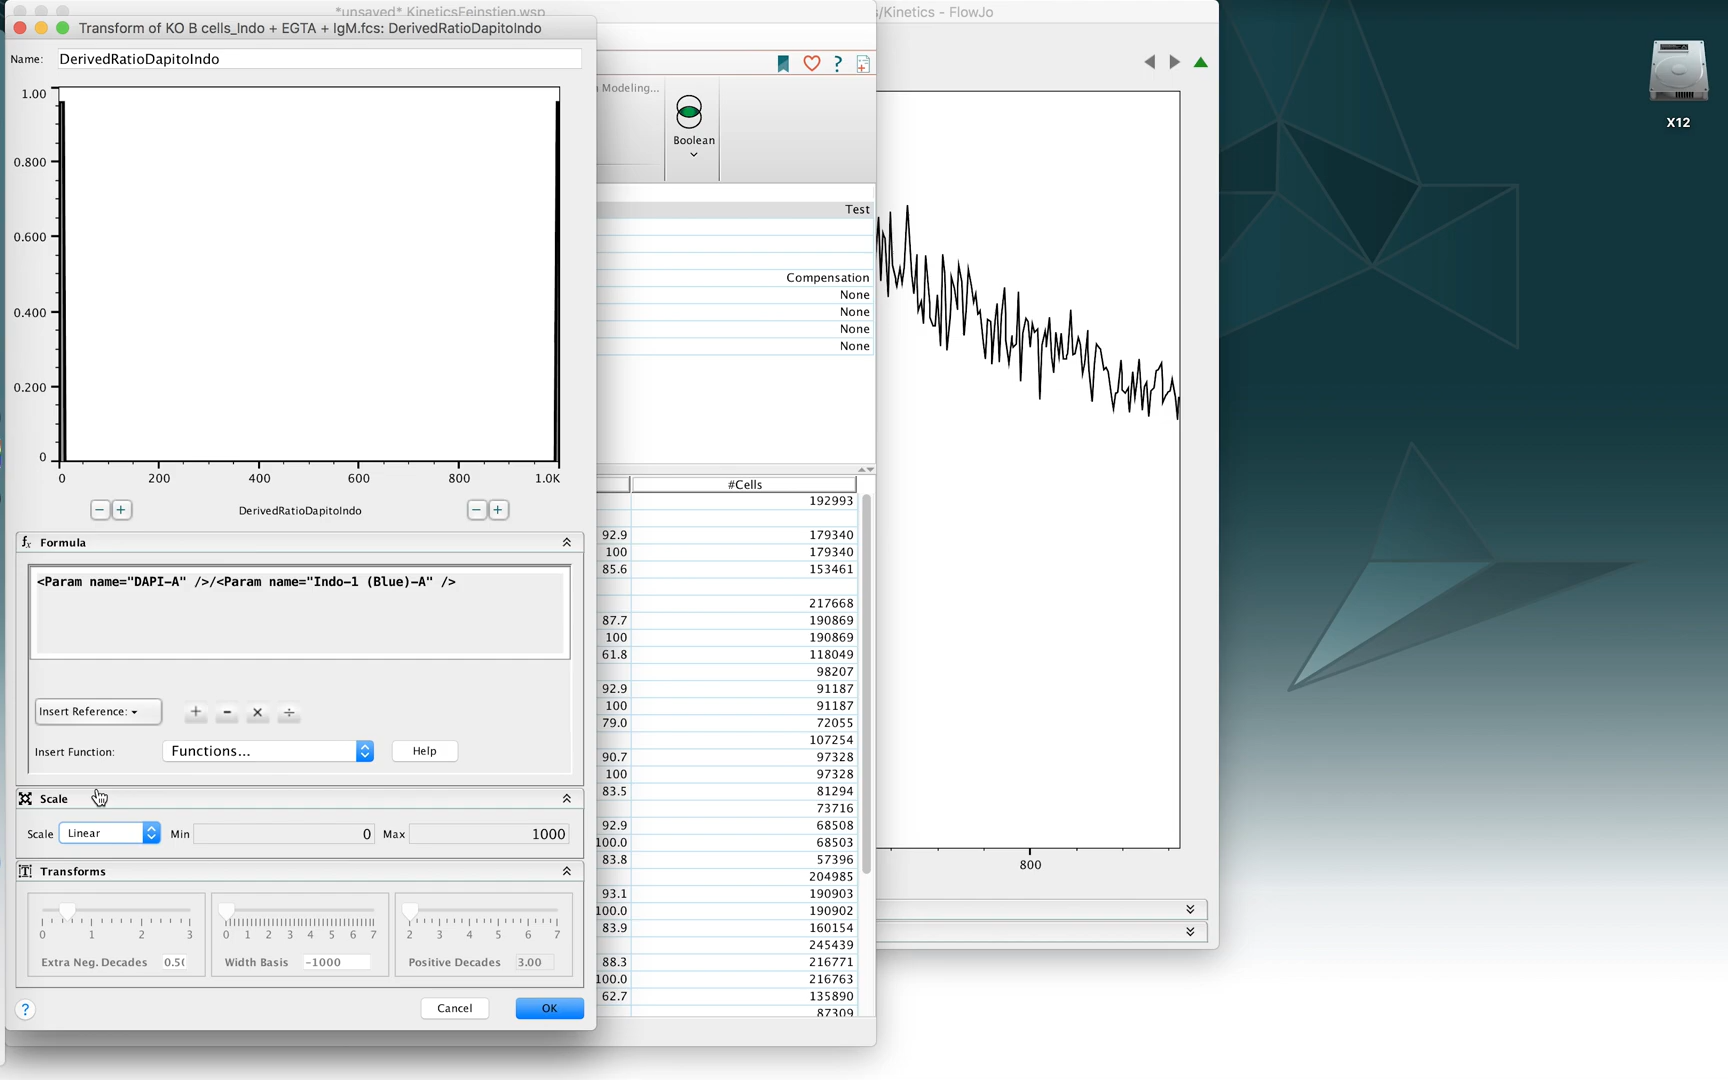 *unsaved* KineticsFeinstien.wsp
s/Kinetics - FlowJo
Transform of KO B cells_Indo + EGTA + IgM.fcs: DerivedRatioDapitoIndo
Name: DerivedRatioDapitoIndo
1.00
0.800
0.600
0.400
0.200
0
0 200 400 600 800 1.0K
DerivedRatioDapitoIndo
fx Formula
<Param name="DAPI-A" />/<Param name="Indo-1 (Blue)-A" />
Insert Reference:
+ - × ÷
Insert Function: Functions... Help
Scale
Scale Linear Min 0 Max 1000
Transforms
0 1 2 3
Extra Neg. Decades 0.5(
0 1 2 3 4 5 6 7
Width Basis -1000
2 3 4 5 6 7
Positive Decades 3.00
? Cancel OK
Modeling...
Boolean
?
Test
Compensation
None
None
None
None
#Cells
192993
92.9 179340
100 179340
85.6 153461
217668
87.7 190869
100 190869
61.8 118049
98207
92.9 91187
100 91187
79.0 72055
107254
90.7 97328
100 97328
83.5 81294
73716
92.9 68508
100.0 68503
83.8 57396
204985
93.1 190903
100.0 190902
83.9 160154
245439
88.3 216771
100.0 216763
62.7 135890
87309
800
X12